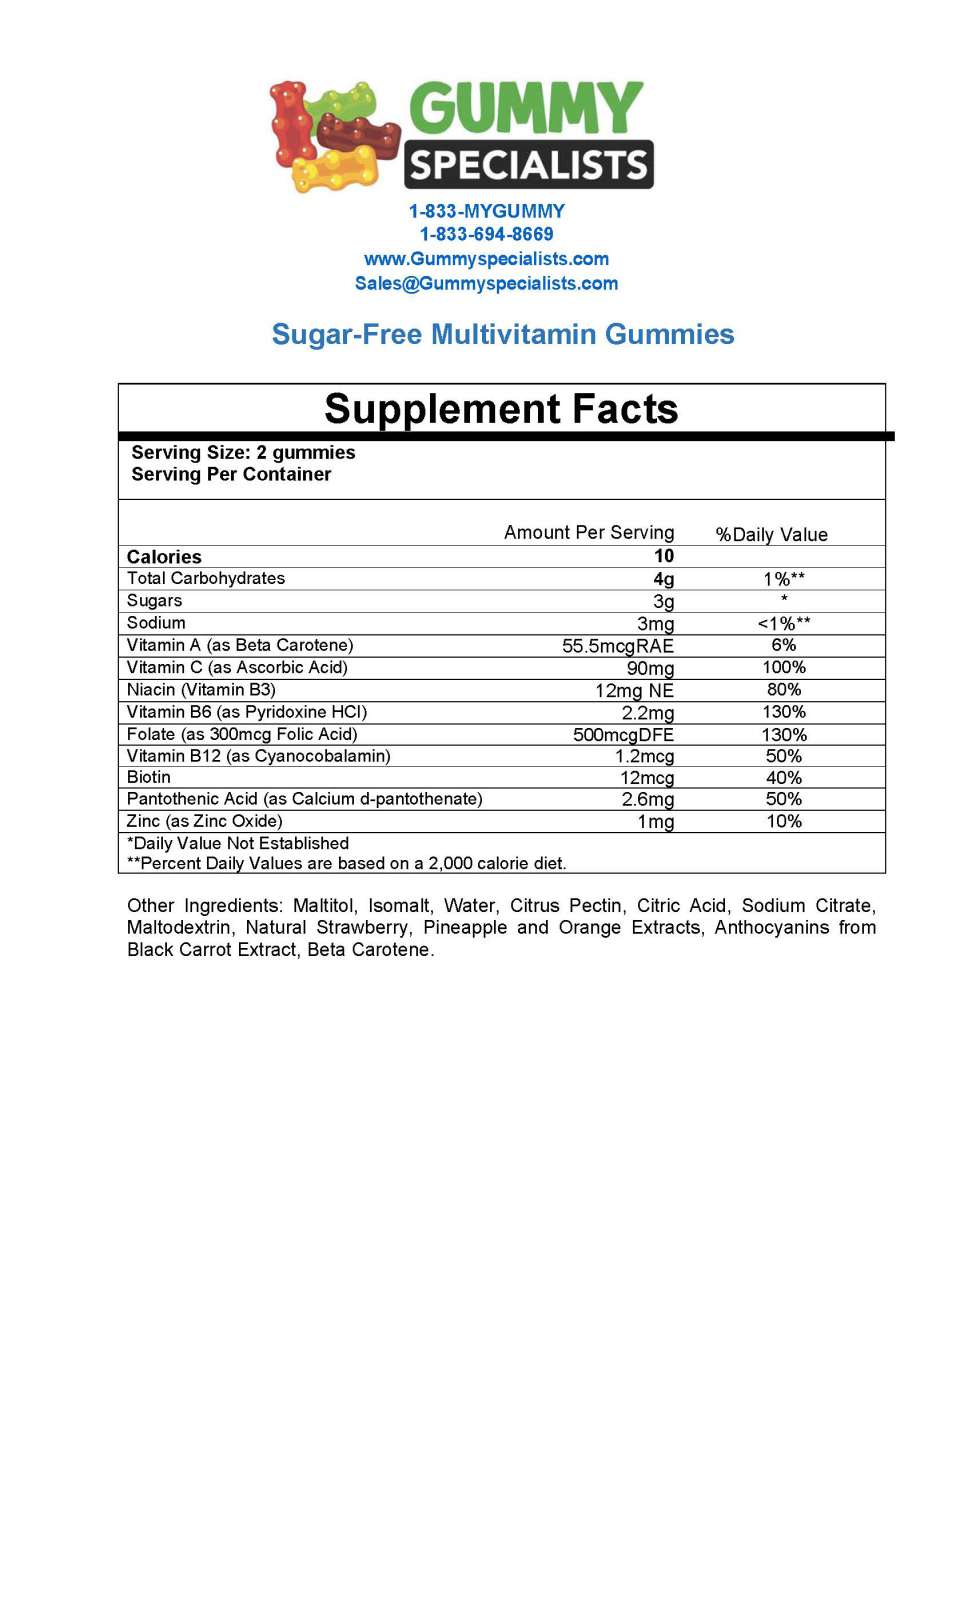 GUMMY
SPECIALISTS
1-833-MYGUMMY
1-833-694-8669
www.Gummyspecialists.com
Sales@Gummyspecialists.com
Sugar-Free Multivitamin Gummies
Supplement Facts
Serving Size: 2 gummies
Serving Per Container
Amount Per Serving %Daily Value
Calories 10
Total Carbohydrates 4g 1%**
Sugars 3g *
Sodium 3mg <1%**
Vitamin A (as Beta Carotene) 55.5mcgRAE 6%
Vitamin C (as Ascorbic Acid) 90mg 100%
Niacin (Vitamin B3) 12mg NE 80%
Vitamin B6 (as Pyridoxine HCl) 2.2mg 130%
Folate (as 300mcg Folic Acid) 500mcgDFE 130%
Vitamin B12 (as Cyanocobalamin) 1.2mcg 50%
Biotin 12mcg 40%
Pantothenic Acid (as Calcium d-pantothenate) 2.6mg 50%
Zinc (as Zinc Oxide) 1mg 10%
*Daily Value Not Established
**Percent Daily Values are based on a 2,000 calorie diet.
Other Ingredients: Maltitol, Isomalt, Water, Citrus Pectin, Citric Acid, Sodium Citrate,
Maltodextrin, Natural Strawberry, Pineapple and Orange Extracts, Anthocyanins from
Black Carrot Extract, Beta Carotene.